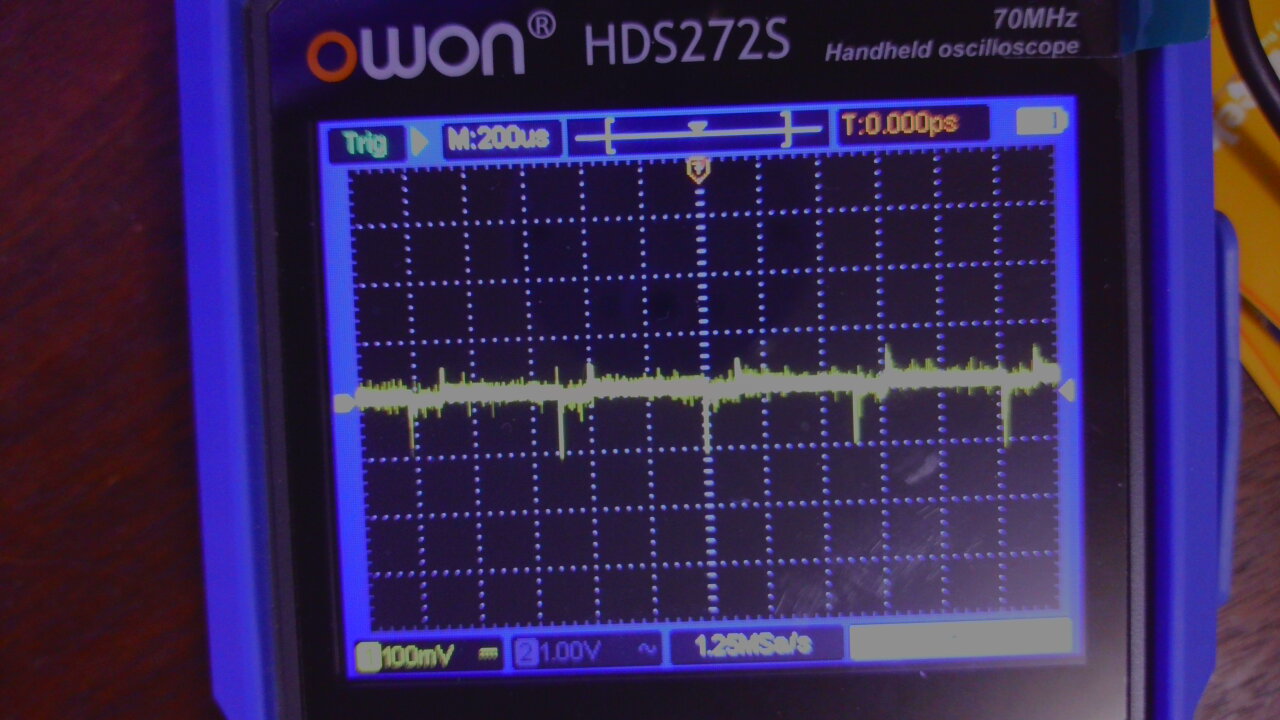 owon® HDS272S 70MHz
Handheld oscilloscope
Trig M:200us T:0.000ps
T
1 100mV 2 1.00V ~ 1.25MSa/s